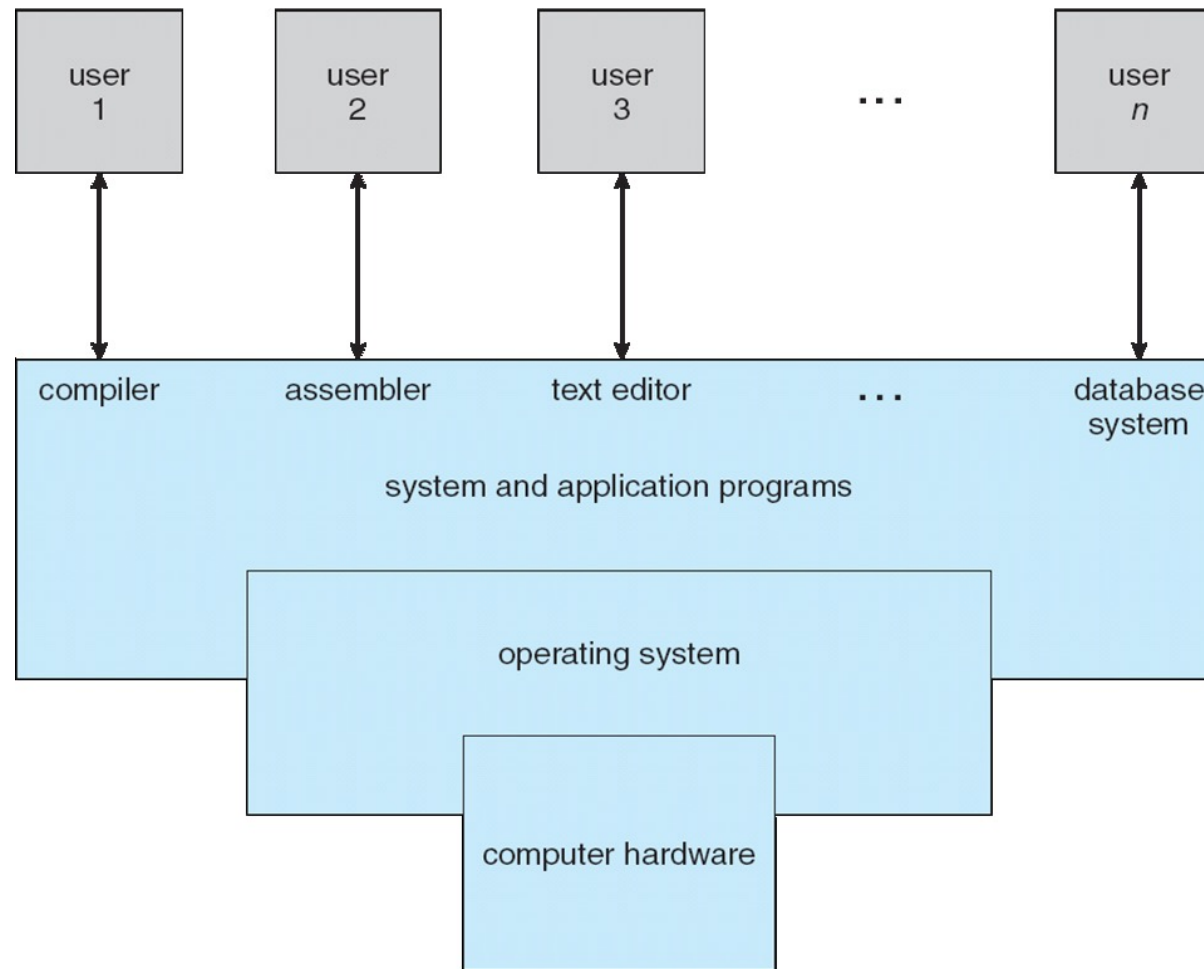 user
1
user
2
user
3
...
user
n
compiler
assembler
text editor
...
database
system
system and application programs
operating system
computer hardware